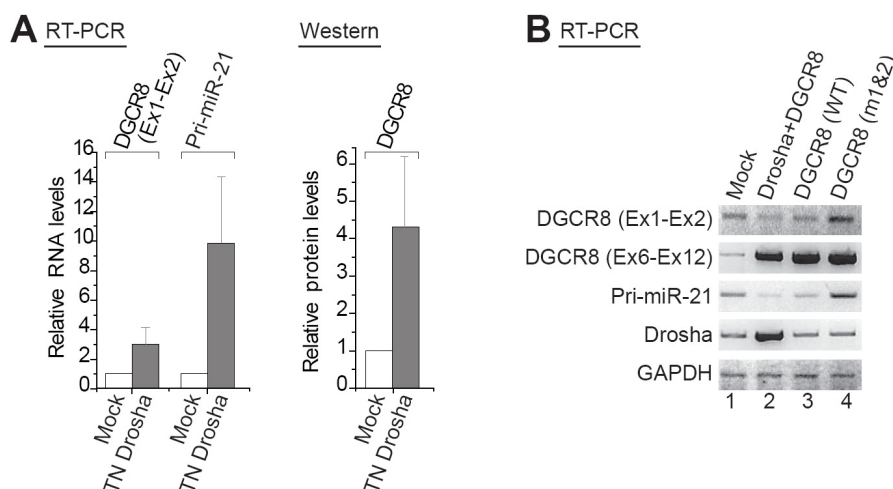 A RT-PCR
DGCR8
(Ex1-Ex2)
Pri-miR-21
Relative RNA levels
16
14
12
10
8
6
4
2
0
Mock
TN Drosha
Mock
TN Drosha
Western
DGCR8
Relative protein levels
6
5
4
3
2
1
0
Mock
TN Drosha
B RT-PCR
Mock
Drosha+DGCR8
DGCR8 (WT)
DGCR8 (m1&2)
DGCR8 (Ex1-Ex2)
DGCR8 (Ex6-Ex12)
Pri-miR-21
Drosha
GAPDH
1 2 3 4